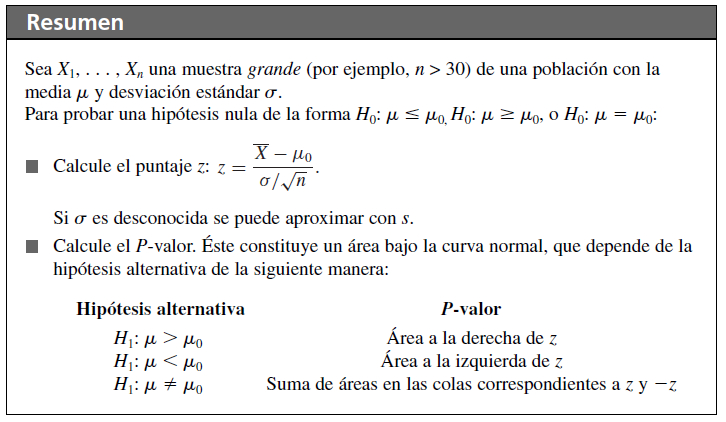 Resumen
Sea X₁, . . . , Xₙ una muestra grande (por ejemplo, n > 30) de una población con la
media μ y desviación estándar σ.
Para probar una hipótesis nula de la forma H₀: μ ≤ μ₀, H₀: μ ≥ μ₀, o H₀: μ = μ₀:
■ Calcule el puntaje z: z = (X̄ − μ₀) / (σ/√n).
Si σ es desconocida se puede aproximar con s.
■ Calcule el P-valor. Éste constituye un área bajo la curva normal, que depende de la
hipótesis alternativa de la siguiente manera:
Hipótesis alternativa P-valor
H₁: μ > μ₀ Área a la derecha de z
H₁: μ < μ₀ Área a la izquierda de z
H₁: μ ≠ μ₀ Suma de áreas en las colas correspondientes a z y −z